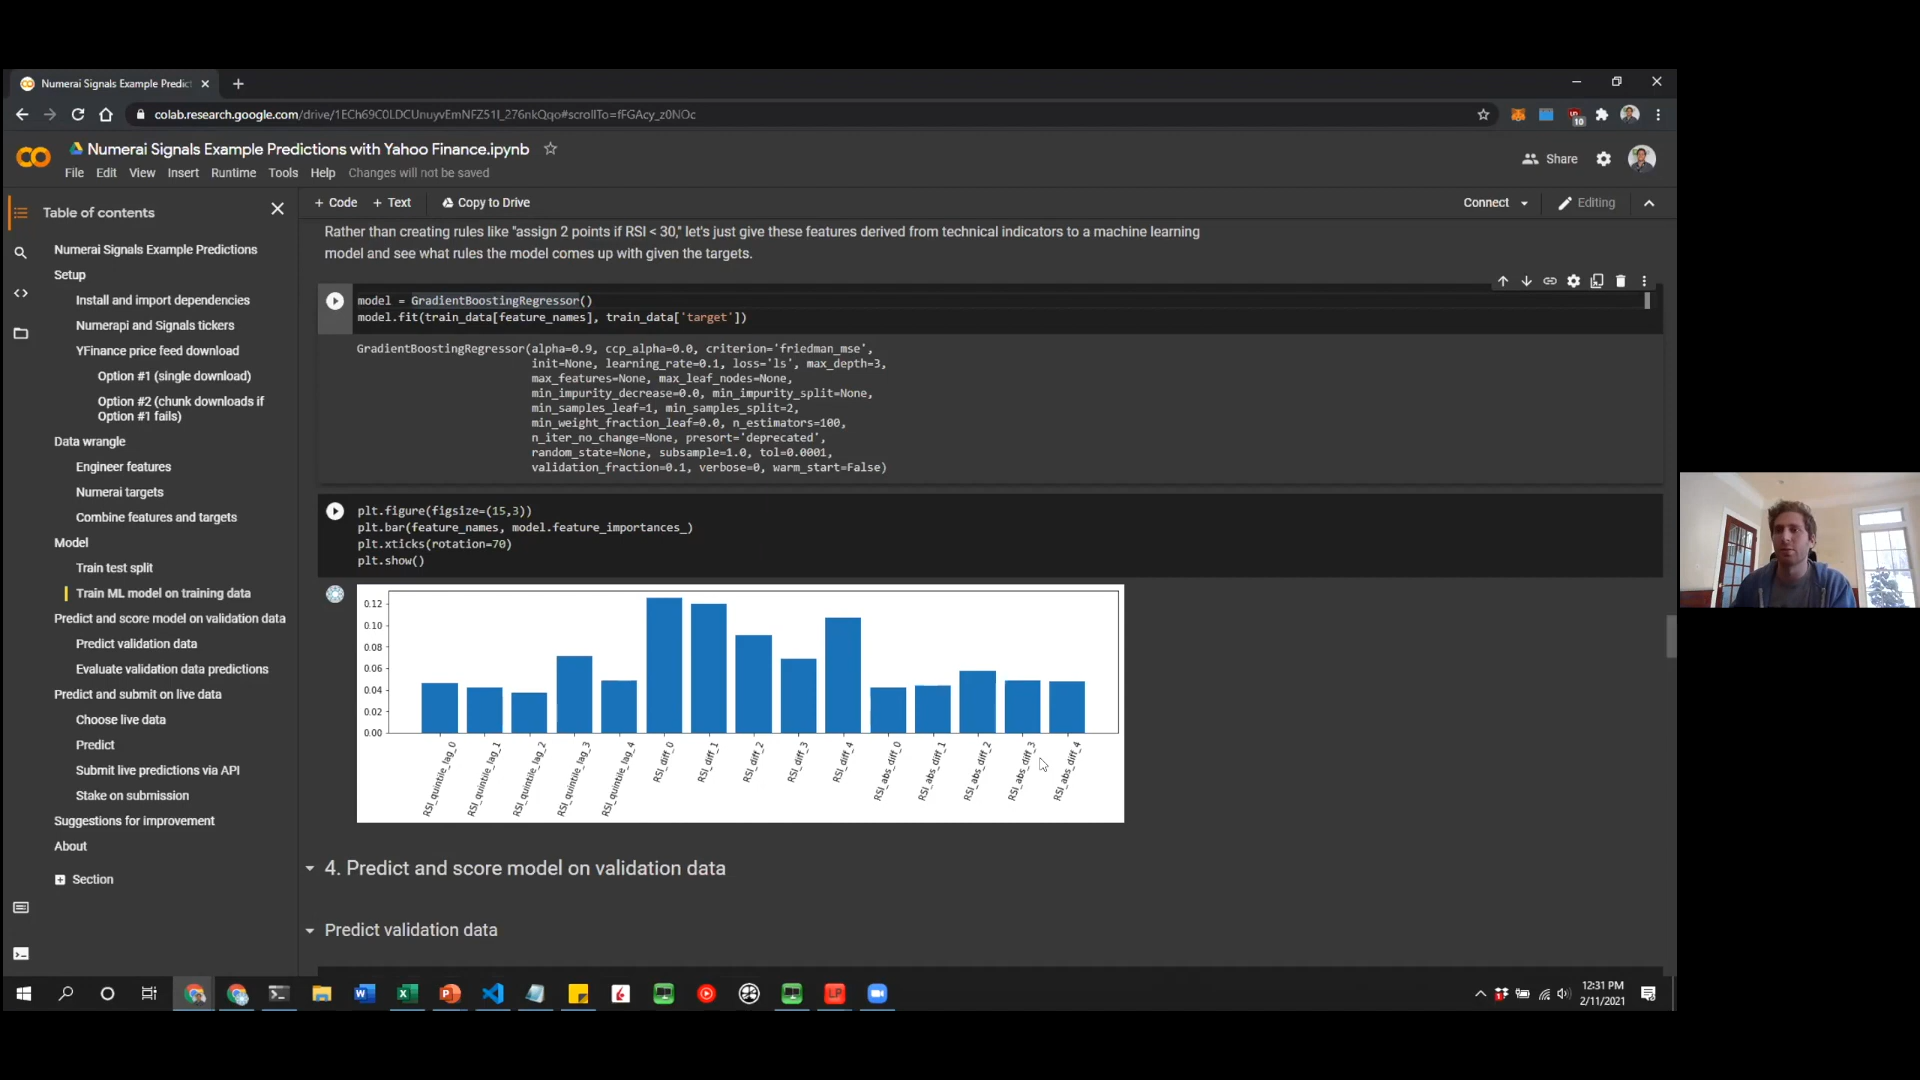 Numerai Signals Example Predict
colab.research.google.com/drive/1ECh69C0LDCUnuyvEmNFZ51l_276nkQqo#scrollTo=fFGAcy_z0NOc
10
Numerai Signals Example Predictions with Yahoo Finance.ipynb
File Edit View Insert Runtime Tools Help Changes will not be saved
Share
Table of contents
Numerai Signals Example Predictions
Setup
Install and import dependencies
Numerapi and Signals tickers
YFinance price feed download
Option #1 (single download)
Option #2 (chunk downloads if
Option #1 fails)
Data wrangle
Engineer features
Numerai targets
Combine features and targets
Model
Train test split
Train ML model on training data
Predict and score model on validation data
Predict validation data
Evaluate validation data predictions
Predict and submit on live data
Choose live data
Predict
Submit live predictions via API
Stake on submission
Suggestions for improvement
About
Section
+ Code + Text Copy to Drive
Connect
Editing
Rather than creating rules like "assign 2 points if RSI < 30," let's just give these features derived from technical indicators to a machine learning
model and see what rules the model comes up with given the targets.
model = GradientBoostingRegressor()
model.fit(train_data[feature_names], train_data['target'])
GradientBoostingRegressor(alpha=0.9, ccp_alpha=0.0, criterion='friedman_mse',
init=None, learning_rate=0.1, loss='ls', max_depth=3,
max_features=None, max_leaf_nodes=None,
min_impurity_decrease=0.0, min_impurity_split=None,
min_samples_leaf=1, min_samples_split=2,
min_weight_fraction_leaf=0.0, n_estimators=100,
n_iter_no_change=None, presort='deprecated',
random_state=None, subsample=1.0, tol=0.0001,
validation_fraction=0.1, verbose=0, warm_start=False)
plt.figure(figsize=(15,3))
plt.bar(feature_names, model.feature_importances_)
plt.xticks(rotation=70)
plt.show()
0.12
0.10
0.08
0.06
0.04
0.02
0.00
RSI_quintile_lag_0
RSI_quintile_lag_1
RSI_quintile_lag_2
RSI_quintile_lag_3
RSI_quintile_lag_4
RSI_diff_0
RSI_diff_1
RSI_diff_2
RSI_diff_3
RSI_diff_4
RSI_abs_diff_0
RSI_abs_diff_1
RSI_abs_diff_2
RSI_abs_diff_3
RSI_abs_diff_4
4. Predict and score model on validation data
Predict validation data
12:31 PM
2/11/2021